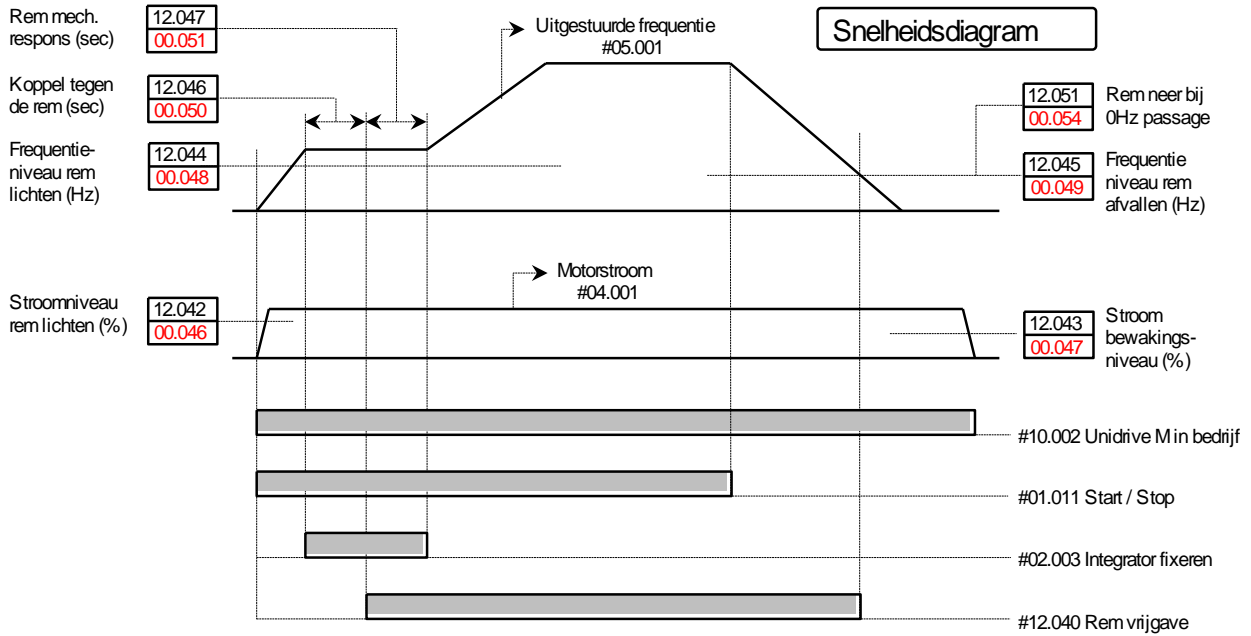 Snelheidsdiagram
Rem mech.
respons (sec)
12.047
00.051
Uitgestuurde frequentie
#05.001
Koppel tegen
de rem (sec)
12.046
00.050
Frequentie-
niveau rem
lichten (Hz)
12.044
00.048
12.051
00.054
Rem neer bij
0Hz passage
12.045
00.049
Frequentie
niveau rem
afvallen (Hz)
Motorstroom
#04.001
Stroomniveau
rem lichten (%)
12.042
00.046
12.043
00.047
Stroom
bewakings-
niveau (%)
#10.002 Unidrive M in bedrijf
#01.011 Start / Stop
#02.003 Integrator fixeren
#12.040 Rem vrijgave